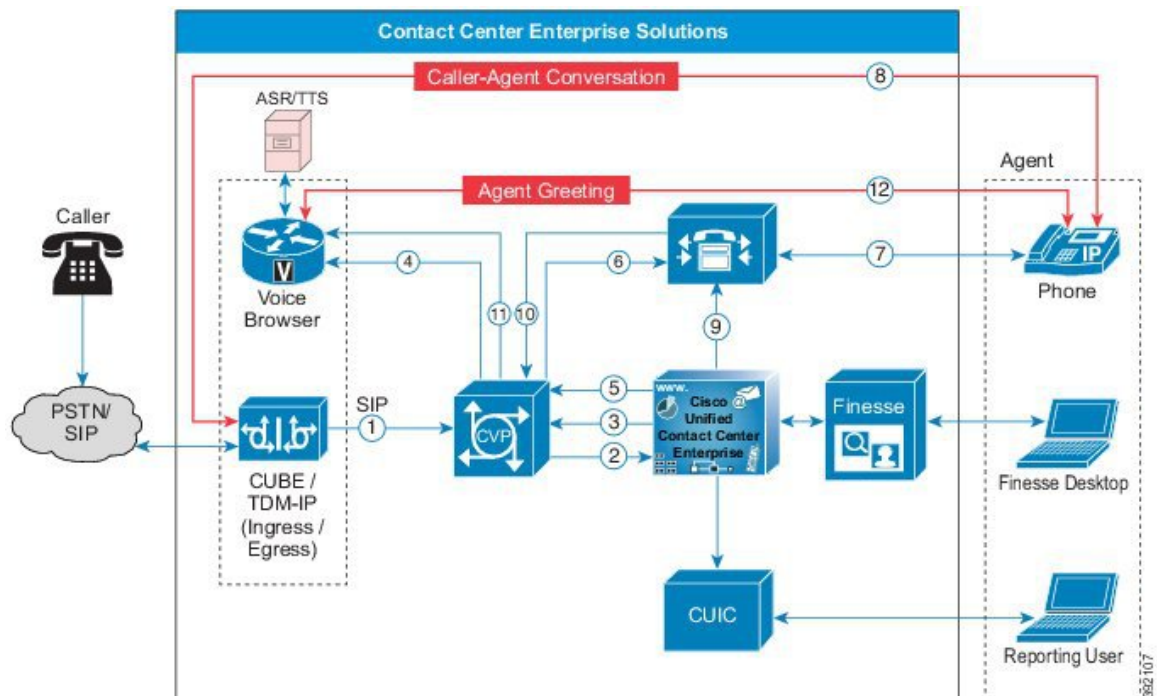 Contact Center Enterprise Solutions
Caller-Agent Conversation
8
ASR/TTS
Agent
Agent Greeting
12
Caller
4
6
7
IP
V
Voice
Browser
Phone
11
10
9
PSTN/
SIP
SIP
1
CVP
5
3
2
www.
Cisco @
Unified
Contact Center
Enterprise
Finesse
CUBE /
TDM-IP
(Ingress /
Egress)
Finesse Desktop
CUIC
Reporting User
392107